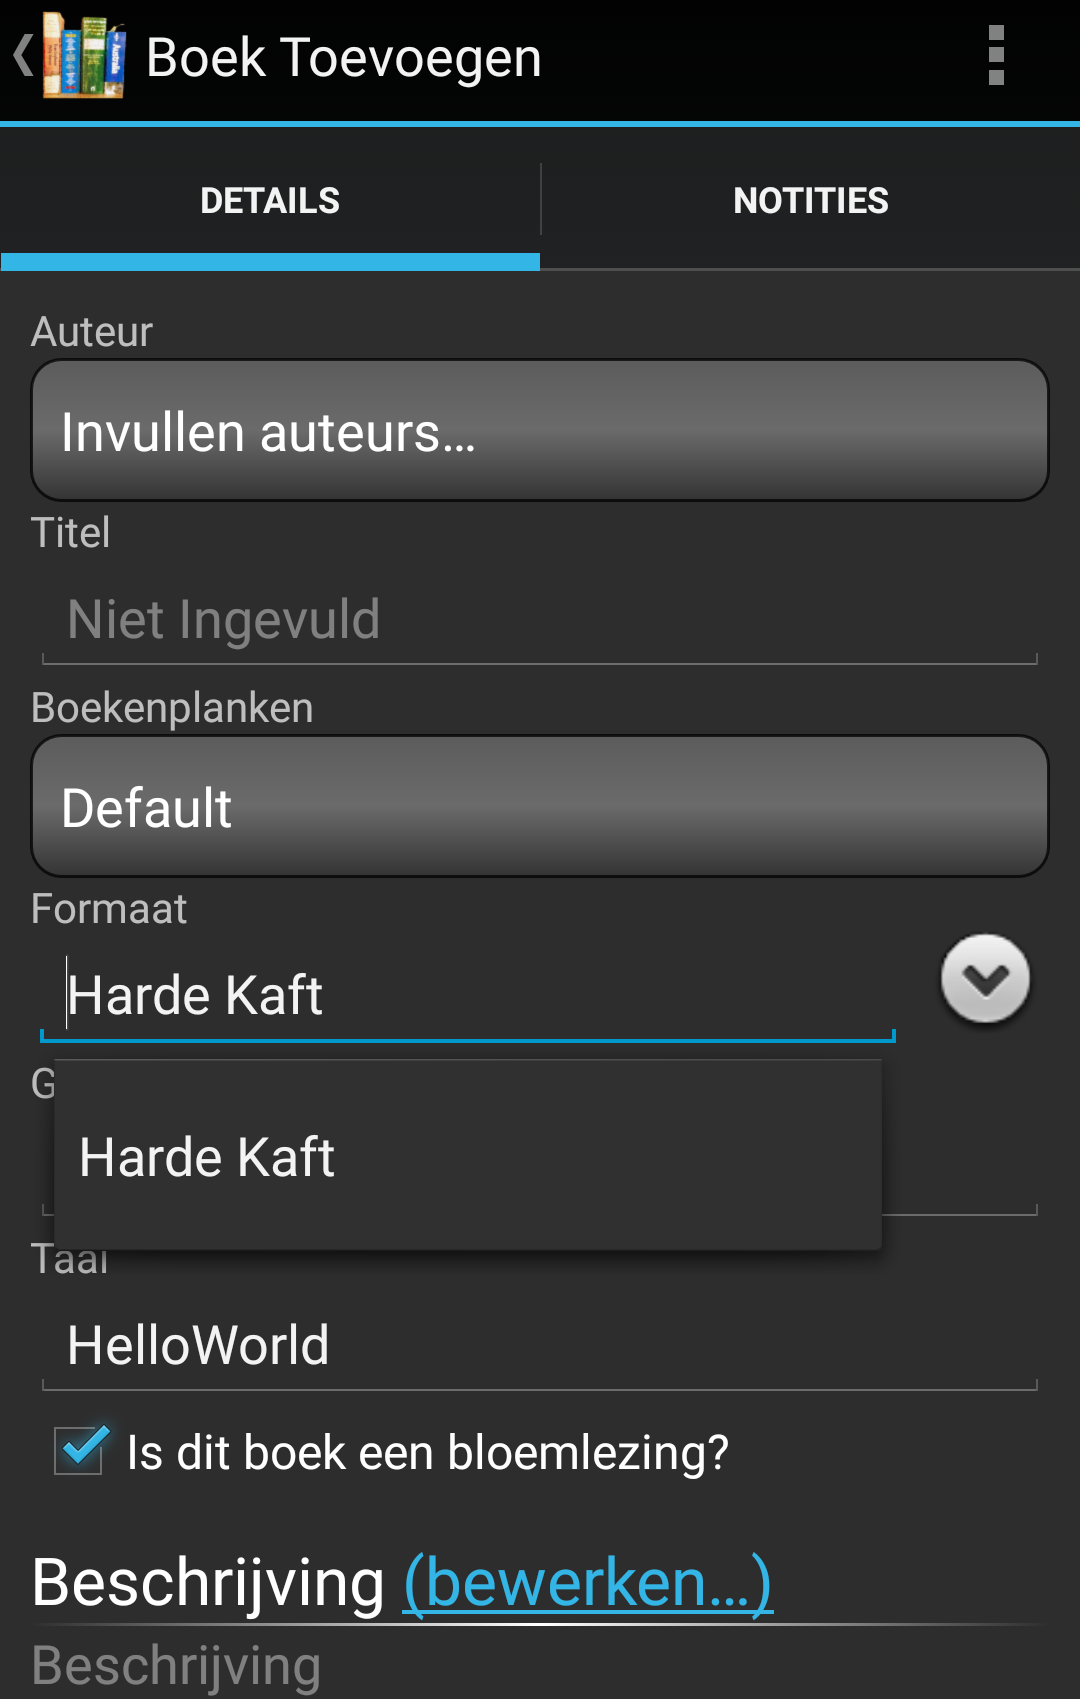 Boek Toevoegen
DETAILS
NOTITIES
Auteur
Invullen auteurs...
Titel
Niet Ingevuld
Boekenplanken
Default
Formaat
Harde Kaft
G
Harde Kaft
Taal
HelloWorld
Is dit boek een bloemlezing?
Beschrijving (bewerken...)
Beschrijving